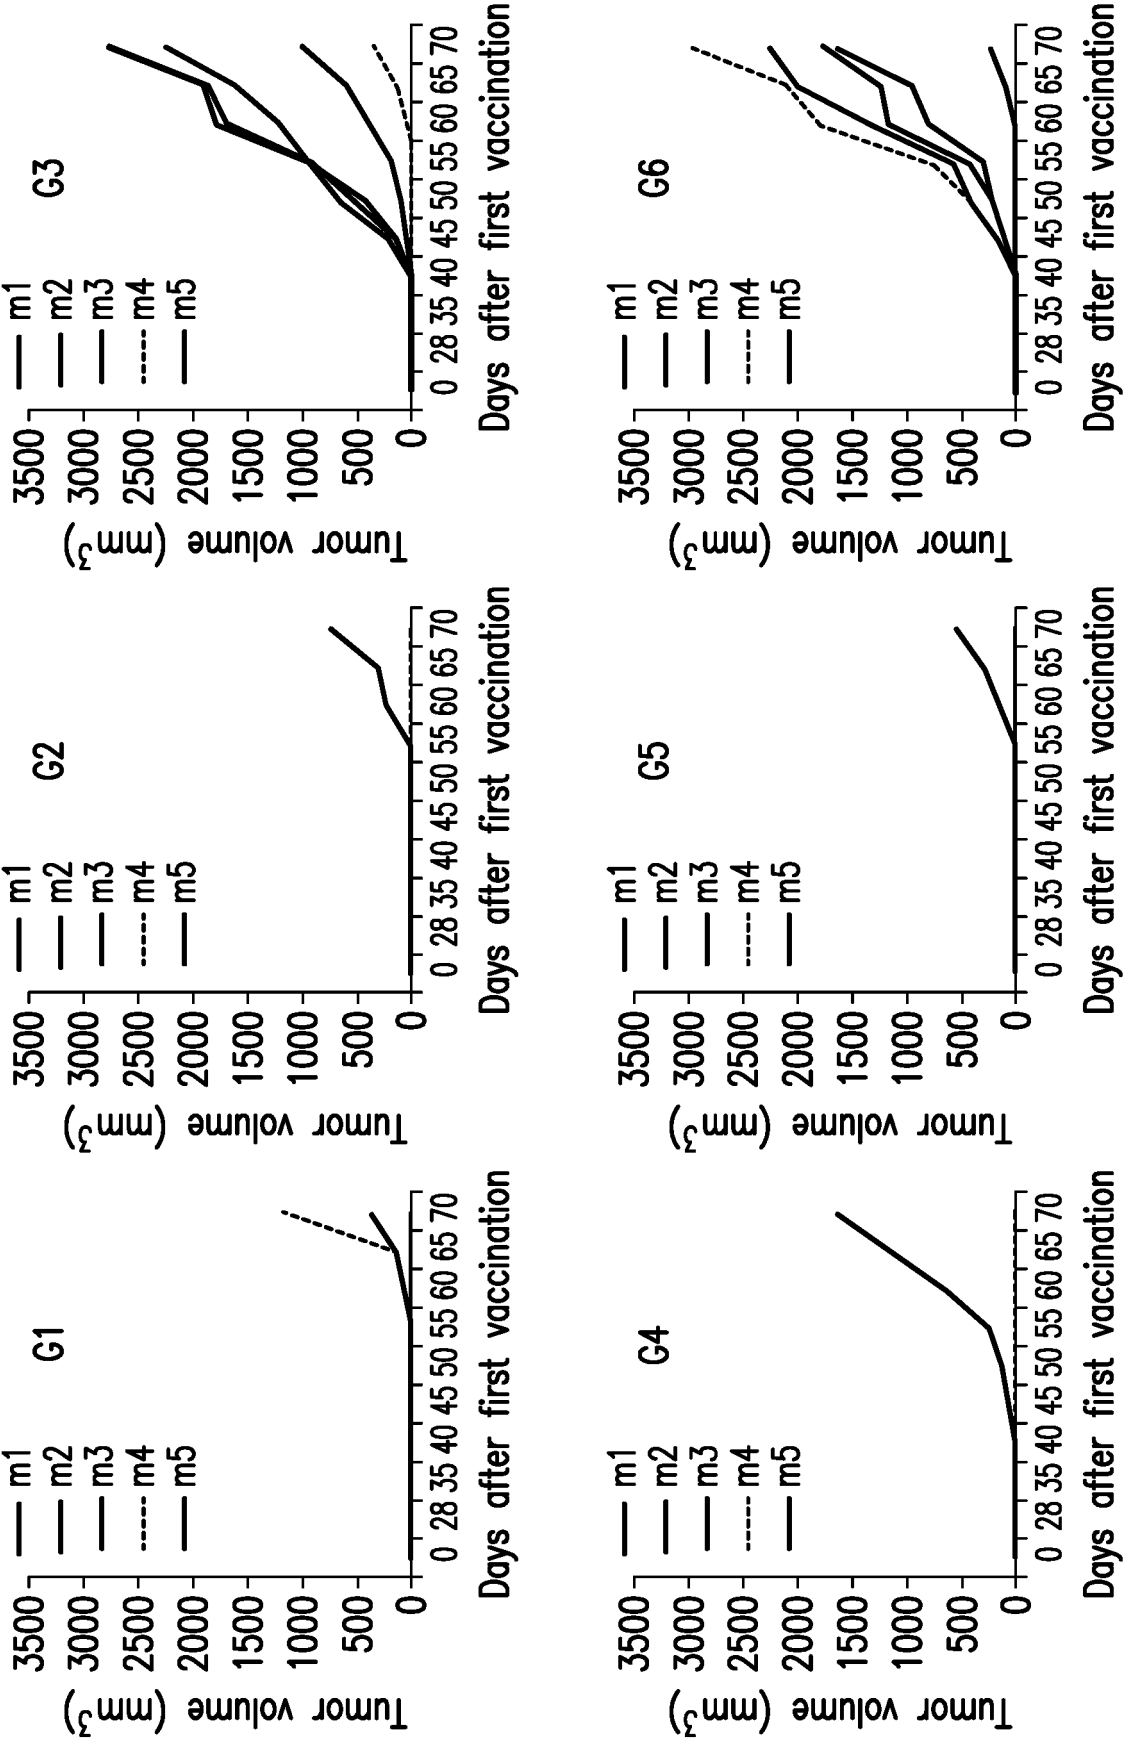 G1
m1
m2
m3
m4
m5
Tumor volume (mm3)
3500
3000
2500
2000
1500
1000
500
0
0 28 35 40 45 50 55 60 65 70
Days after first vaccination
G2
m1
m2
m3
m4
m5
Tumor volume (mm3)
3500
3000
2500
2000
1500
1000
500
0
0 28 35 40 45 50 55 60 65 70
Days after first vaccination
G3
m1
m2
m3
m4
m5
Tumor volume (mm3)
3500
3000
2500
2000
1500
1000
500
0
0 28 35 40 45 50 55 60 65 70
Days after first vaccination
G4
m1
m2
m3
m4
m5
Tumor volume (mm3)
3500
3000
2500
2000
1500
1000
500
0
0 28 35 40 45 50 55 60 65 70
Days after first vaccination
G5
m1
m2
m3
m4
m5
Tumor volume (mm3)
3500
3000
2500
2000
1500
1000
500
0
0 28 35 40 45 50 55 60 65 70
Days after first vaccination
G6
m1
m2
m3
m4
m5
Tumor volume (mm3)
3500
3000
2500
2000
1500
1000
500
0
0 28 35 40 45 50 55 60 65 70
Days after first vaccination